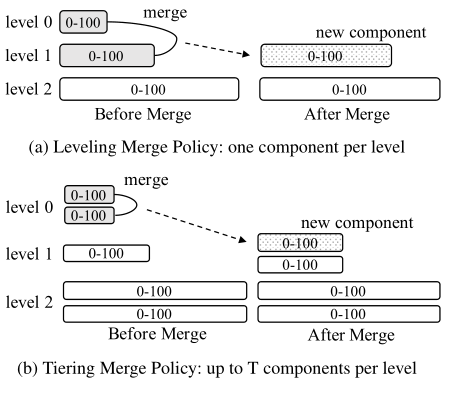 merge
level 0 0-100
new component
level 1 0-100 0-100
level 2 0-100 0-100
Before Merge After Merge
(a) Leveling Merge Policy: one component per level
merge
0-100
level 0
0-100
new component
0-100
level 1 0-100
0-100
0-100 0-100
level 2
0-100 0-100
Before Merge After Merge
(b) Tiering Merge Policy: up to T components per level